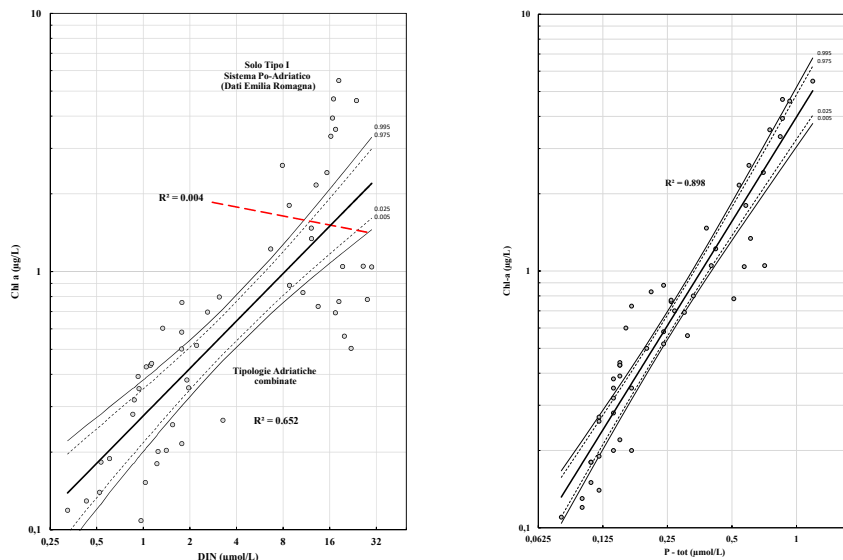 10
1
0,1
Chl a (µg/L)
Solo Tipo I
Sistema Po-Adriatico
(Dati Emilia Romagna)
0.995
0.975
R² = 0.004
0.025
0.005
Tipologie Adriatiche
combinate
R² = 0.652
0,25 0,5 1 2 4 8 16 32
DIN (µmol/L)
10
1
0,1
Chl-a (µg/L)
0.995
0.975
0.025
0.005
R² = 0.898
0,0625 0,125 0,25 0,5 1
P - tot (µmol/L)